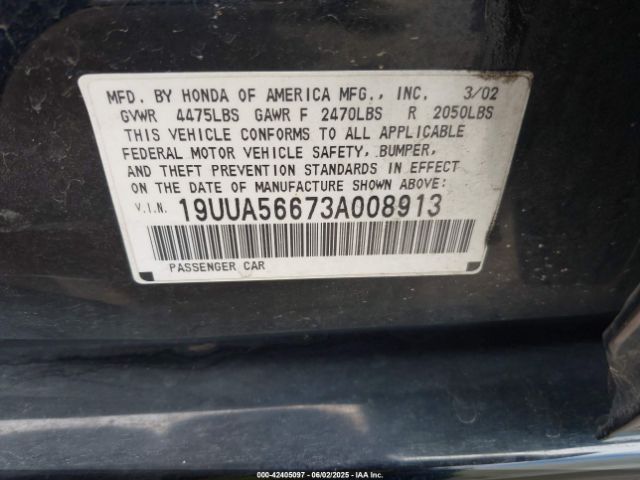 MFD. BY HONDA OF AMERICA MFG., INC. 3/02
GVWR 4475LBS GAWR F 2470LBS R 2050LBS
THIS VEHICLE CONFORMS TO ALL APPLICABLE
FEDERAL MOTOR VEHICLE SAFETY, BUMPER,
AND THEFT PREVENTION STANDARDS IN EFFECT
ON THE DATE OF MANUFACTURE SHOWN ABOVE:
V.I.N. 19UUA56673A008913
PASSENGER CAR
000-42405097 - 06/02/2025 - IAAI.COM